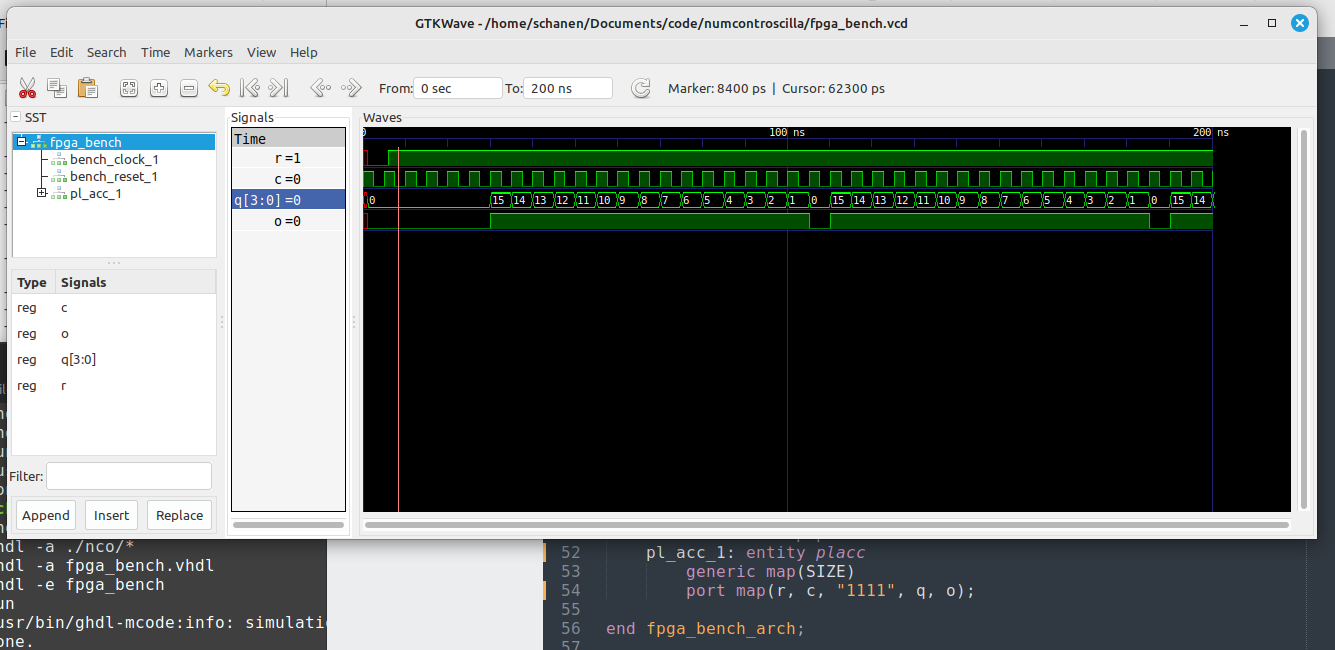 GTKWave - /home/schanen/Documents/code/numcontroscilla/fpga_bench.vcd
File Edit Search Time Markers View Help
From: 0 sec To: 200 ns Marker: 8400 ps | Cursor: 62300 ps
SST
fpga_bench
bench_clock_1
bench_reset_1
pl_acc_1
Type Signals
reg c
reg o
reg q[3:0]
reg r
Filter:
Append Insert Replace
Signals
Time
r =1
c =0
q[3:0] =0
o =0
Waves
0 100 ns 200 ns
0 15 14 13 12 11 10 9 8 7 6 5 4 3 2 1 0 15 14 13 12 11 10 9 8 7 6 5 4 3 2 1 0 15 14
hdl -a ./nco/*
hdl -a fpga_bench.vhdl
hdl -e fpga_bench
un
usr/bin/ghdl-mcode:info: simulati
one.
52 pl_acc_1: entity placc
53 generic map(SIZE)
54 port map(r, c, "1111", q, o);
55
56 end fpga_bench_arch;
57